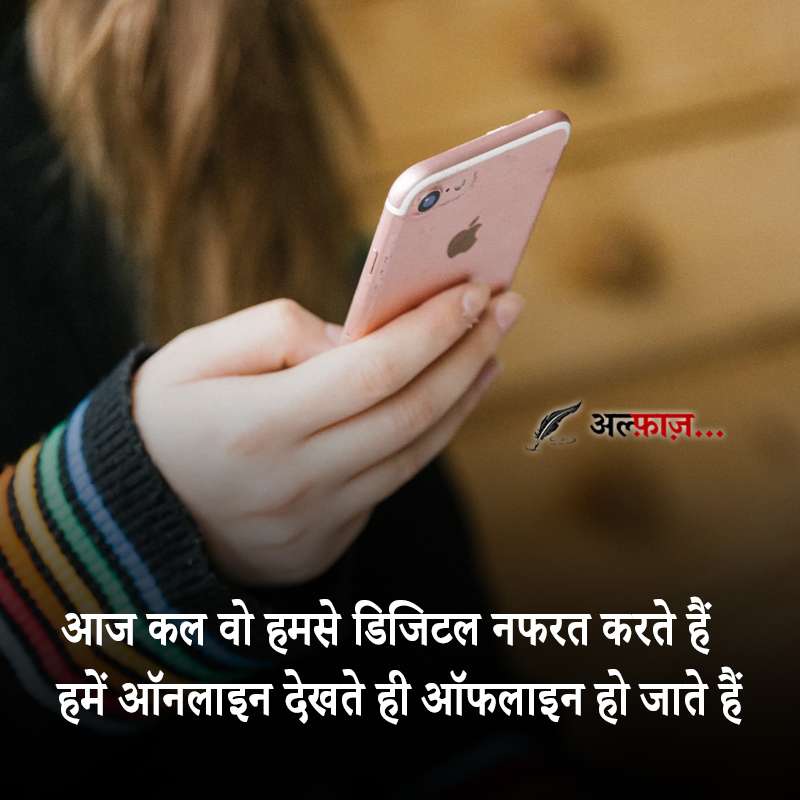 अल्फ़ाज़...
आज कल वो हमसे डिजिटल नफरत करते हैं
हमें ऑनलाइन देखते ही ऑफलाइन हो जाते हैं